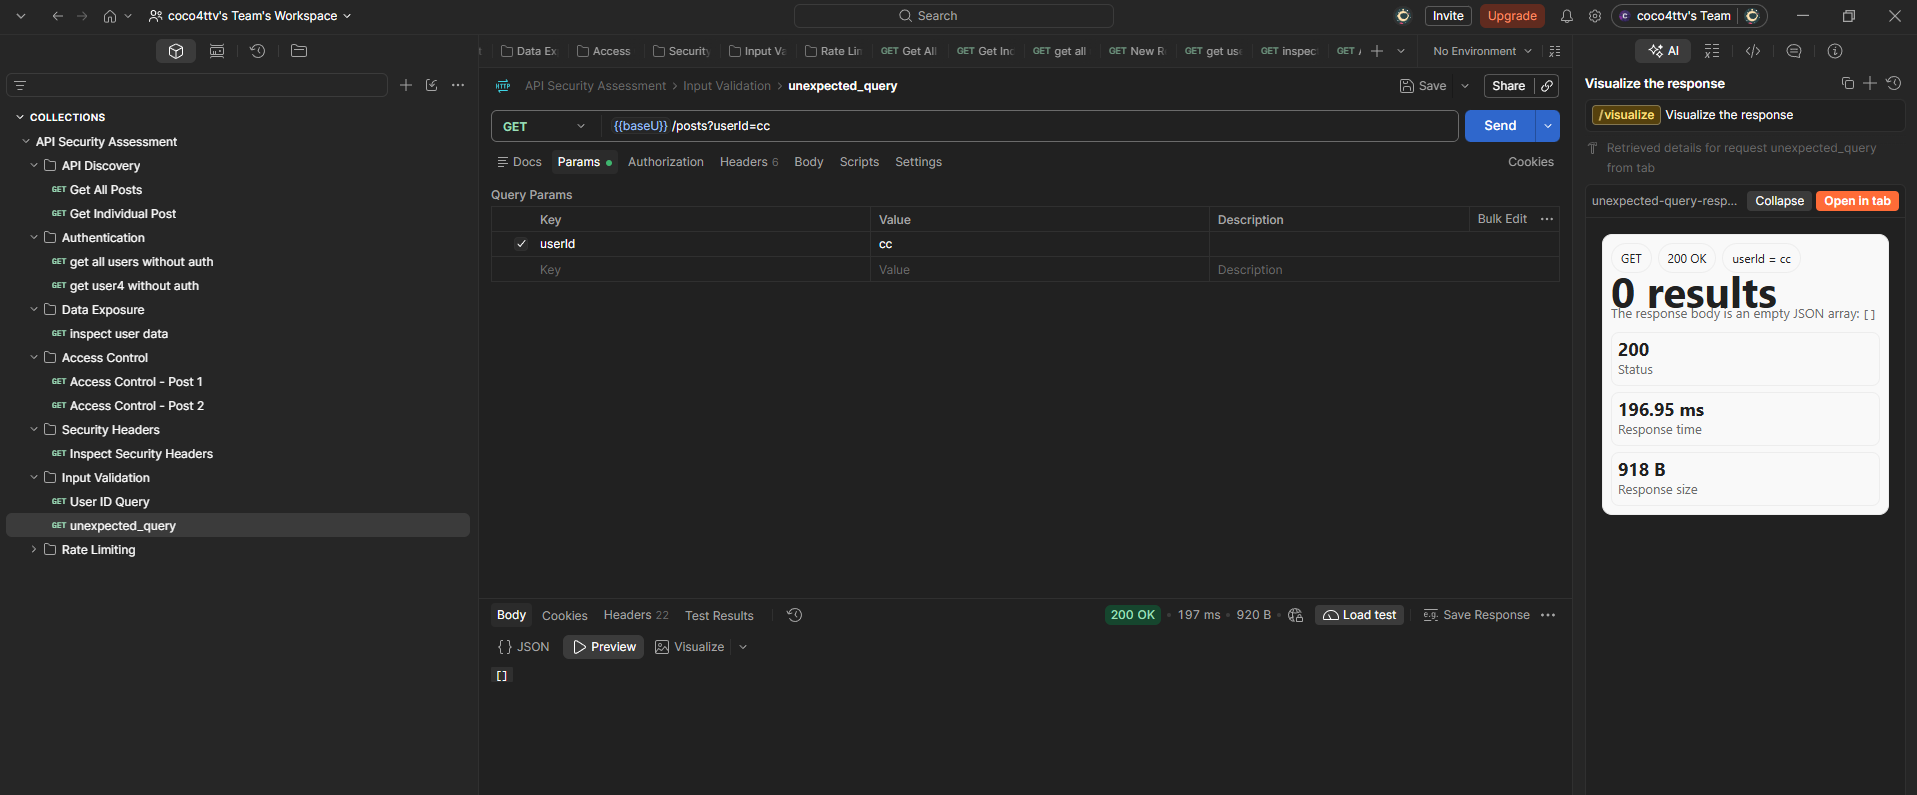 coco4ttv's Team's Workspace
Search
Invite
Upgrade
C coco4ttv's Team
COLLECTIONS
API Security Assessment
API Discovery
GET Get All Posts
GET Get Individual Post
Authentication
GET get all users without auth
GET get user4 without auth
Data Exposure
GET inspect user data
Access Control
GET Access Control - Post 1
GET Access Control - Post 2
Security Headers
GET Inspect Security Headers
Input Validation
GET User ID Query
GET unexpected_query
Rate Limiting
Data Ex
Access
Security
Input Va
Rate Lin
GET Get All
GET Get Inc
GET get all
GET New R
GET get us
GET inspec
GET
No Environment
HTTP API Security Assessment > Input Validation > unexpected_query
Save
Share
GET
{{baseU}} /posts?userId=cc
Send
Docs
Params
Authorization
Headers 6
Body
Scripts
Settings
Cookies
Query Params
Key Value Description Bulk Edit
userId cc
Key Value Description
Body
Cookies
Headers 22
Test Results
200 OK • 197 ms • 920 B
Load test
e.g. Save Response
{} JSON
Preview
Visualize
[]
AI
Visualize the response
/visualize Visualize the response
Retrieved details for request unexpected_query
from tab
unexpected-query-resp...
Collapse
Open in tab
GET
200 OK
userId = cc
0 results
The response body is an empty JSON array: []
200
Status
196.95 ms
Response time
918 B
Response size